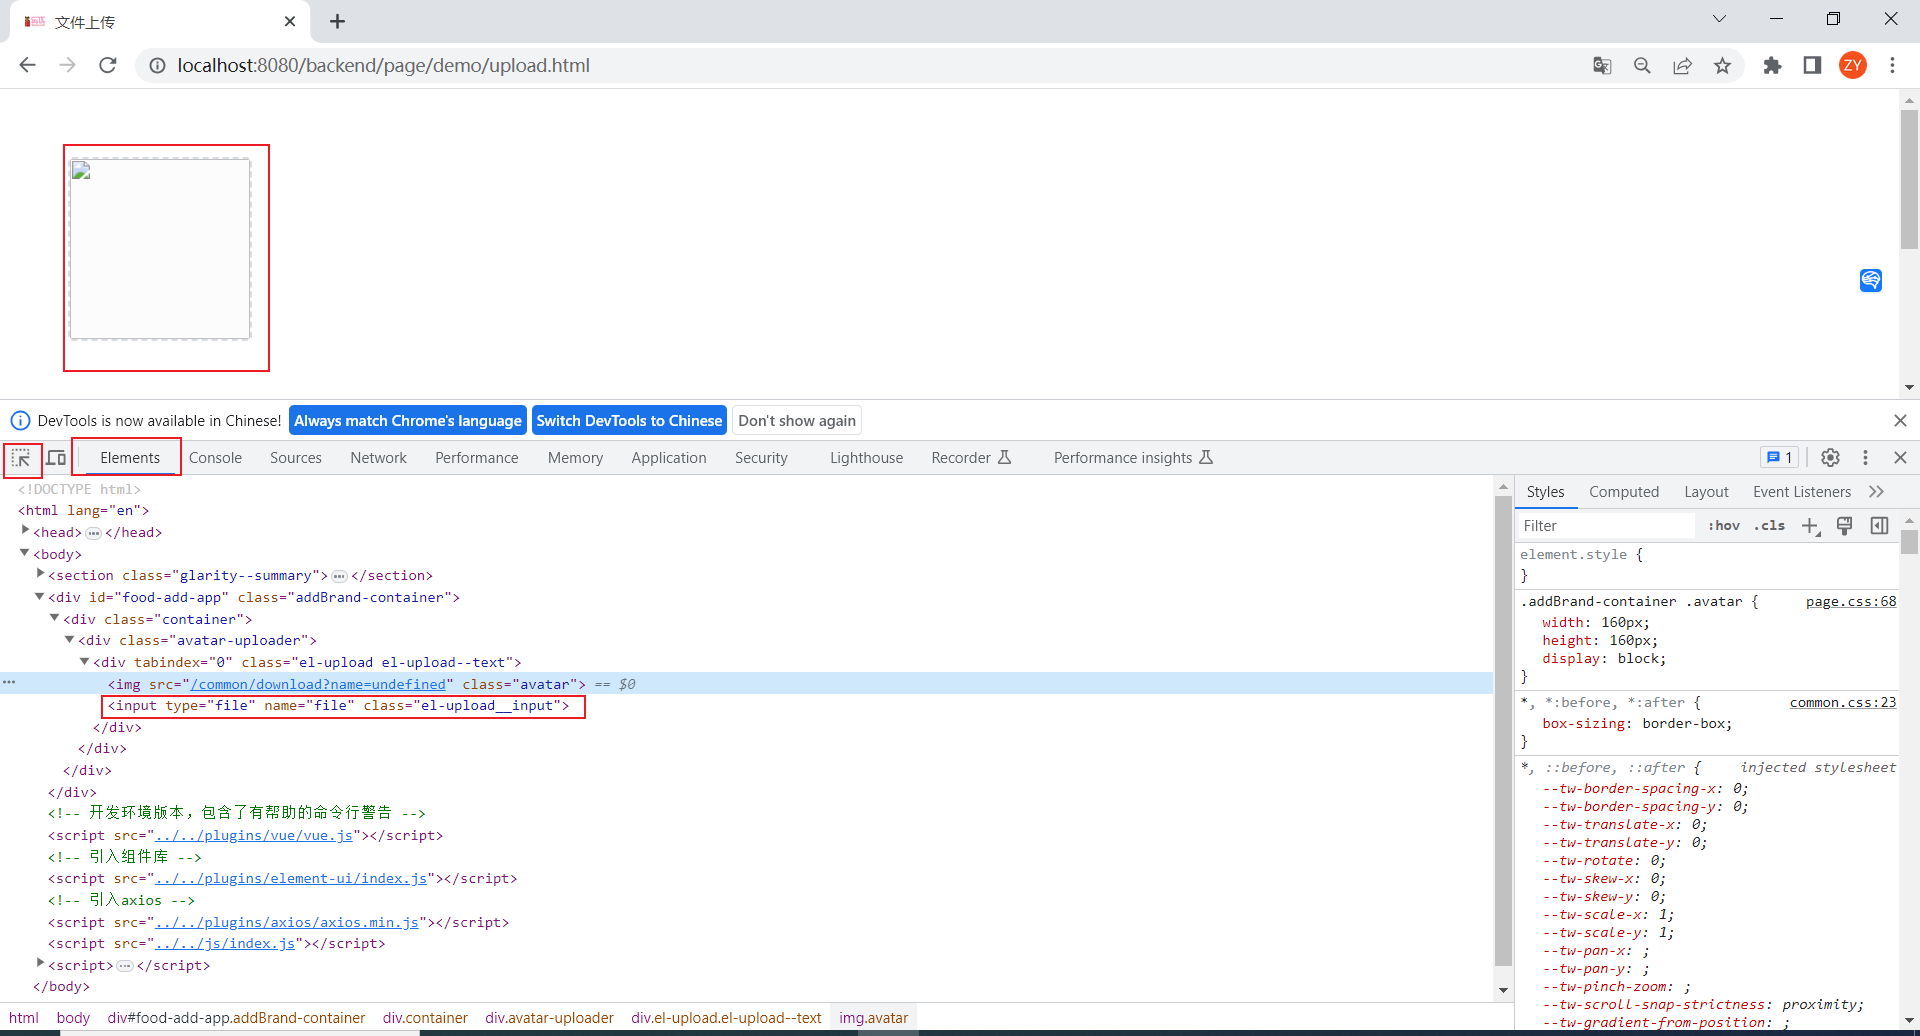 文件上传
localhost:8080/backend/page/demo/upload.html
ZY
DevTools is now available in Chinese! Always match Chrome's language Switch DevTools to Chinese Don't show again
Elements Console Sources Network Performance Memory Application Security Lighthouse Recorder Performance insights 1
<!DOCTYPE html>
<html lang="en">
<head>…</head>
<body>
<section class="glarity--summary">…</section>
<div id="food-add-app" class="addBrand-container">
<div class="container">
<div class="avatar-uploader">
<div tabindex="0" class="el-upload el-upload--text">
<img src="/common/download?name=undefined" class="avatar"> == $0
<input type="file" name="file" class="el-upload__input">
</div>
</div>
</div>
</div>
<!-- 开发环境版本，包含了有帮助的命令行警告 -->
<script src="../../plugins/vue/vue.js"></script>
<!-- 引入组件库 -->
<script src="../../plugins/element-ui/index.js"></script>
<!-- 引入axios -->
<script src="../../plugins/axios/axios.min.js"></script>
<script src="../../js/index.js"></script>
<script>…</script>
</body>
html body div#food-add-app.addBrand-container div.container div.avatar-uploader div.el-upload.el-upload--text img.avatar
Styles Computed Layout Event Listeners
Filter :hov .cls
element.style {
}
.addBrand-container .avatar { page.css:68
width: 160px;
height: 160px;
display: block;
}
*, *:before, *:after { common.css:23
box-sizing: border-box;
}
*, ::before, ::after { injected stylesheet
--tw-border-spacing-x: 0;
--tw-border-spacing-y: 0;
--tw-translate-x: 0;
--tw-translate-y: 0;
--tw-rotate: 0;
--tw-skew-x: 0;
--tw-skew-y: 0;
--tw-scale-x: 1;
--tw-scale-y: 1;
--tw-pan-x: ;
--tw-pan-y: ;
--tw-pinch-zoom: ;
--tw-scroll-snap-strictness: proximity;
--tw-gradient-from-position: ;